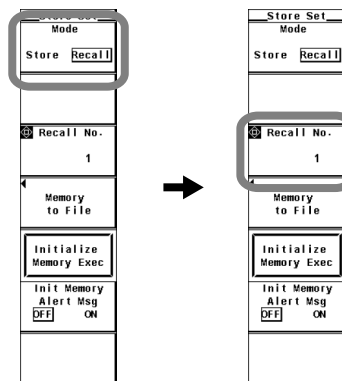 Store Set
Mode
Store Recall
Recall No.
1
Memory
to File
Initialize
Memory Exec
Init Memory
Alert Msg
OFF ON
Store Set
Mode
Store Recall
Recall No.
1
Memory
to File
Initialize
Memory Exec
Init Memory
Alert Msg
OFF ON